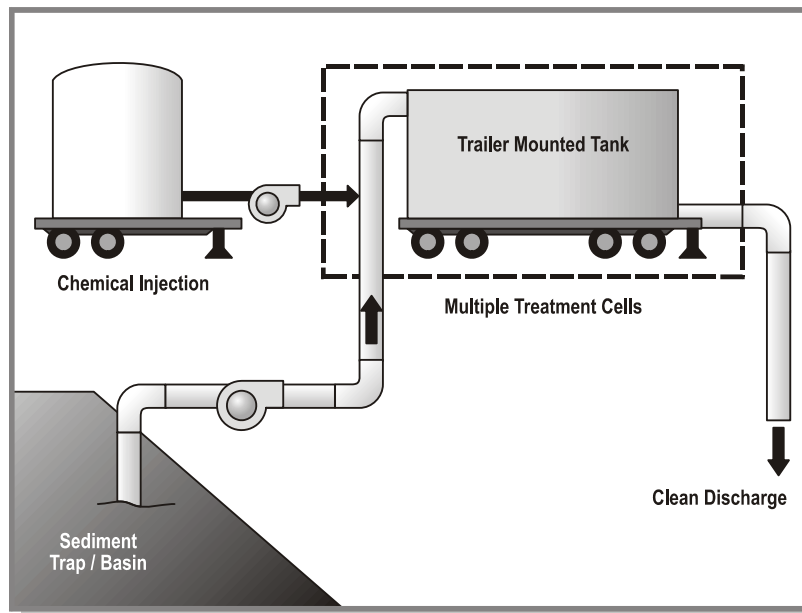 Trailer Mounted Tank
Chemical Injection
Multiple Treatment Cells
Clean Discharge
Sediment
Trap / Basin